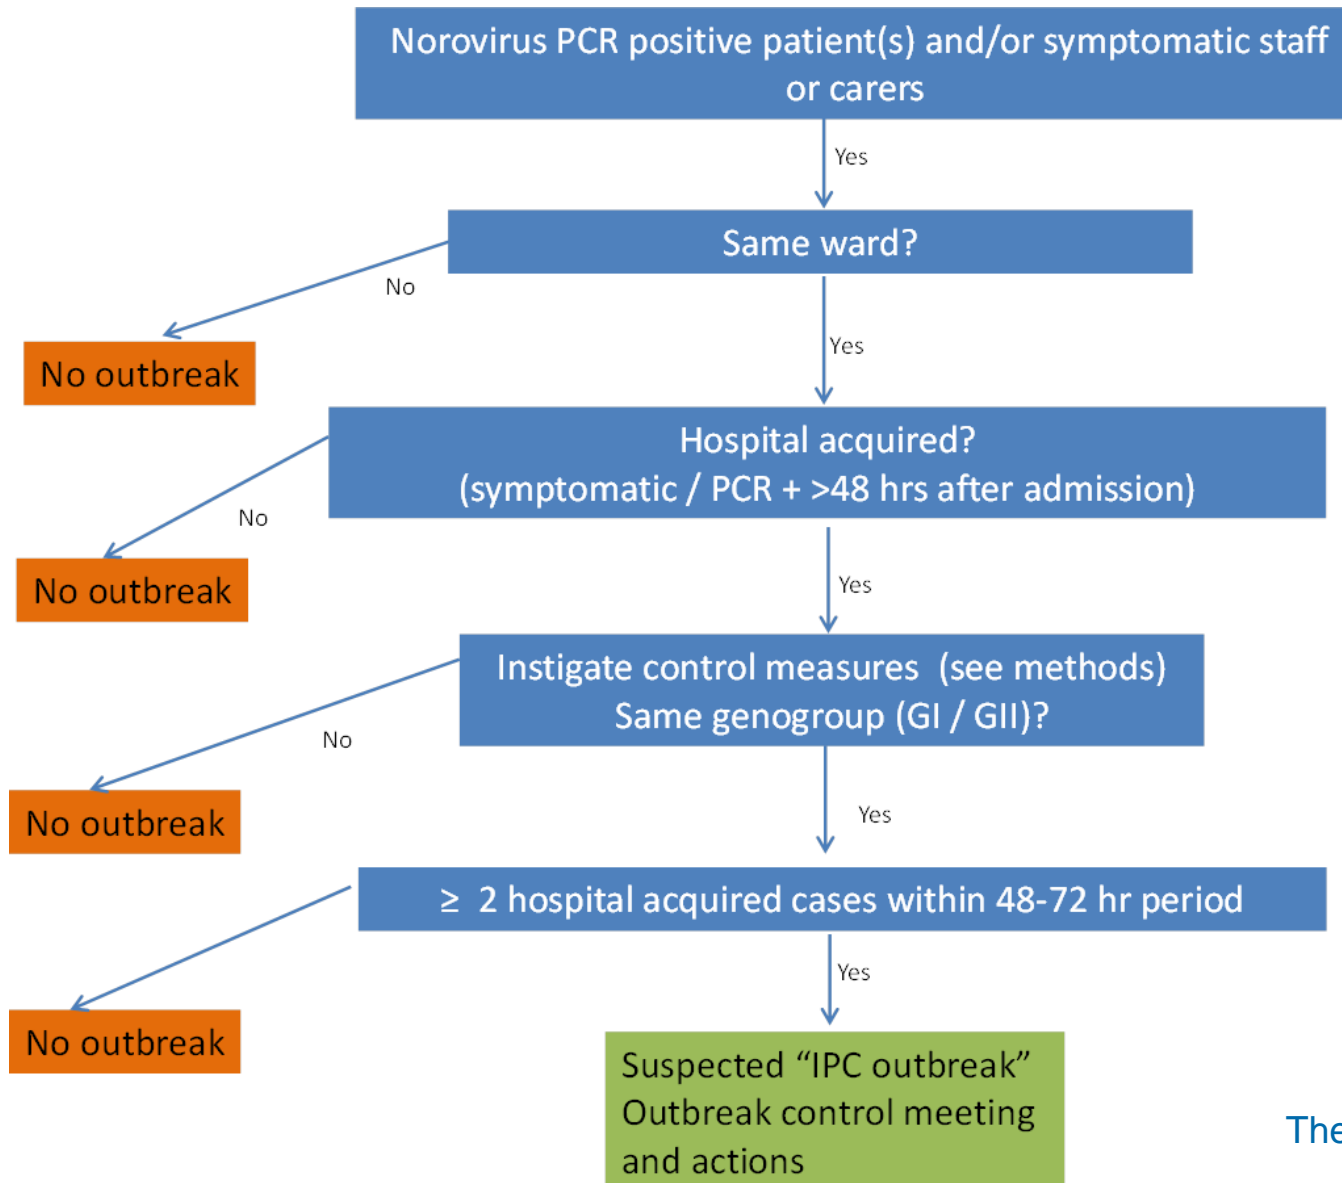 Norovirus PCR positive patient(s) and/or symptomatic staff
or carers
Yes
Same ward?
No
Yes
No outbreak
Hospital acquired?
(symptomatic / PCR + >48 hrs after admission)
No
Yes
No outbreak
Instigate control measures  (see methods)
Same genogroup (GI / GII)?
No
Yes
No outbreak
≥  2 hospital acquired cases within 48-72 hr period
Yes
No outbreak
Suspected “IPC outbreak”
Outbreak control meeting
and actions
The